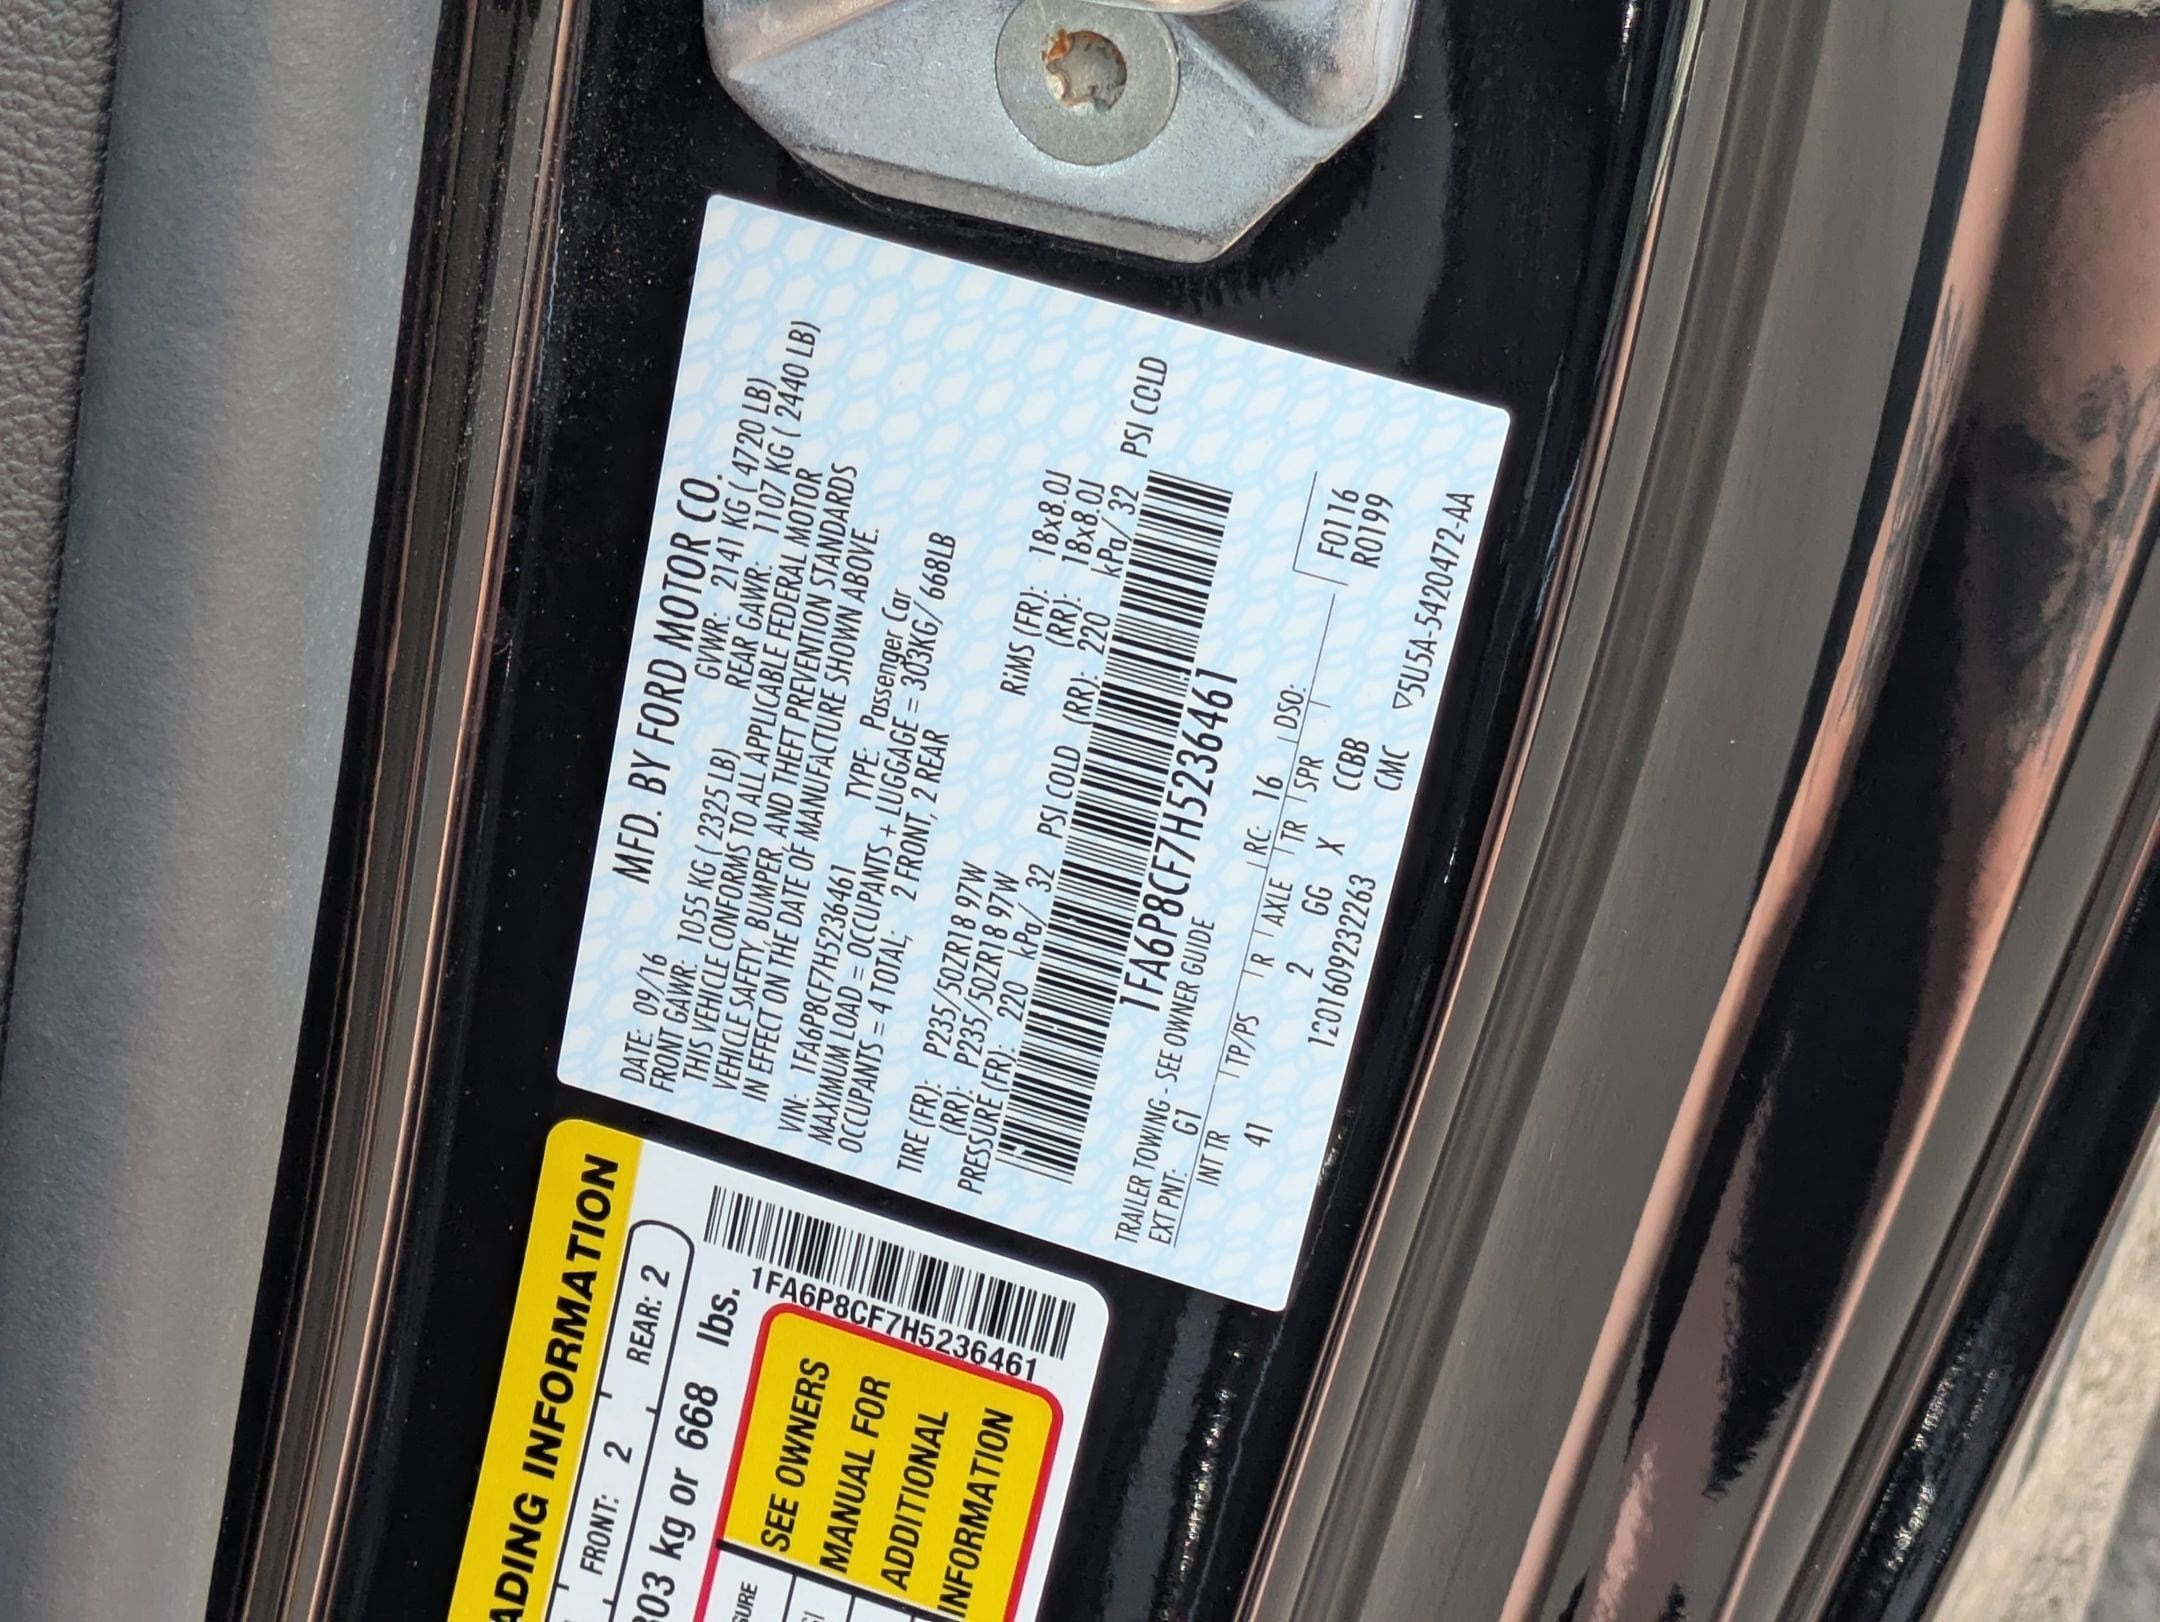 MFD. BY FORD MOTOR CO.
DATE: 09/16 GVWR: 2141 KG ( 4720 LB)
FRONT GAWR: 1055 KG ( 2325 LB) REAR GAWR: 1107 KG ( 2440 LB)
THIS VEHICLE CONFORMS TO ALL APPLICABLE FEDERAL MOTOR
VEHICLE SAFETY, BUMPER, AND THEFT PREVENTION STANDARDS
IN EFFECT ON THE DATE OF MANUFACTURE SHOWN ABOVE.
VIN: 1FA6P8CF7H5236461 TYPE: Passenger Car
MAXIMUM LOAD = OCCUPANTS + LUGGAGE = 303KG/668LB
OCCUPANTS = 4 TOTAL; 2 FRONT, 2 REAR
TIRE (FR): P235/50ZR18 97W RiMS (FR): 18x8.0J
(RR): P235/50ZR18 97W (RR): 18x8.0J
PRESSURE (FR): 220 kPa/ 32 PSI COLD (RR): 220 kPa/ 32 PSI COLD
1FA6P8CF7H5236461
TRAILER TOWING - SEE OWNER GUIDE
EXT PNT: G1 RC: 16 DSO:
INT TR TP/PS R AXLE TR SPR F0116
41 2 GG X CCBB R0199
1201609232263 CMC ▽5U5A-5420472-AA
ADING INFORMATION
FRONT: 2 REAR: 2
303 kg or 668 lbs.
1FA6P8CF7H5236461
SEE OWNERS
MANUAL FOR
ADDITIONAL
INFORMATION